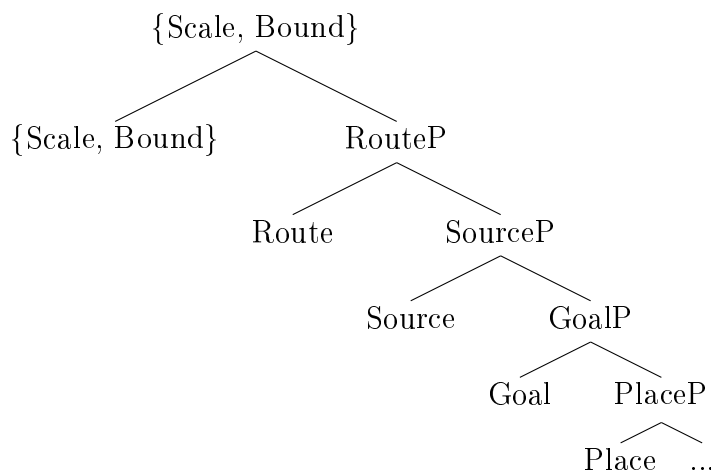 {Scale, Bound}
{Scale, Bound} RouteP
Route SourceP
Source GoalP
Goal PlaceP
Place ...